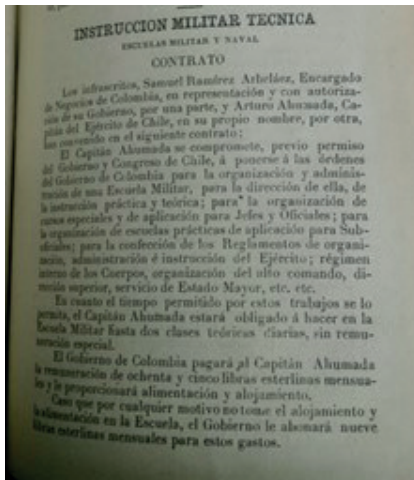 INSTRUCCION MILITAR TECNICA
ESCUELAS MILITAR Y NAVAL
CONTRATO
Los infrascritos, Samuel Ramírez Arbeláez, Encargado
de Negocios de Colombia, en representación y con autoriza-
ción de su Gobierno, por una parte, y Arturo Ahumada, Ca-
pitán del Ejército de Chile, en su propio nombre, por otra,
han convenido en el siguiente contrato:
El Capitán Ahumada se compromete, previo permiso
del Gobierno y Congreso de Chile, á ponerse á las órdenes
del Gobierno de Colombia para la organización y adminis-
tración de una Escuela Militar, para la dirección de ella, de
la instrucción práctica y teórica; para la organización de
cursos especiales y de aplicación para Jefes y Oficiales; para
la organización de escuelas prácticas de aplicación para Sub-
oficiales; para la confección de los Reglamentos de organi-
zación, administración é instrucción del Ejército; régimen
interno de los Cuerpos, organización del alto comando, di-
rección superior, servicio de Estado Mayor, etc. etc.
En cuanto el tiempo permitido por estos trabajos se lo
permita, el Capitán Ahumada estará obligado á hacer en la
Escuela Militar hasta dos clases teóricas diarias, sin remu-
neración especial.
El Gobierno de Colombia pagará al Capitán Ahumada
la remuneración de ochenta y cinco libras esterlinas mensua-
les y le proporcionará alimentación y alojamiento.
Caso que por cualquier motivo no tome el alojamiento y
la alimentación en la Escuela, el Gobierno le abonará nueve
libras esterlinas mensuales para estos gastos.